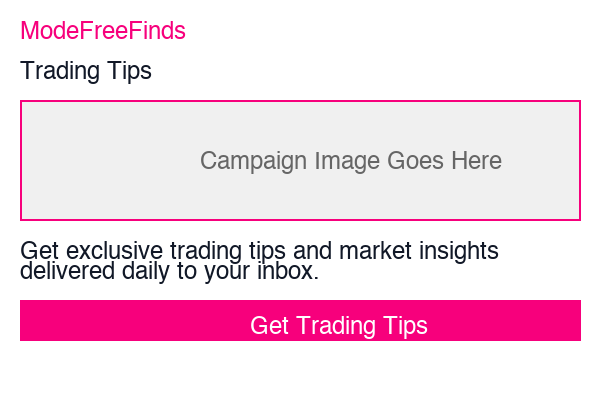 ModeFreeFinds
Trading Tips
Campaign Image Goes Here
Get exclusive trading tips and market insights
delivered daily to your inbox.
Get Trading Tips